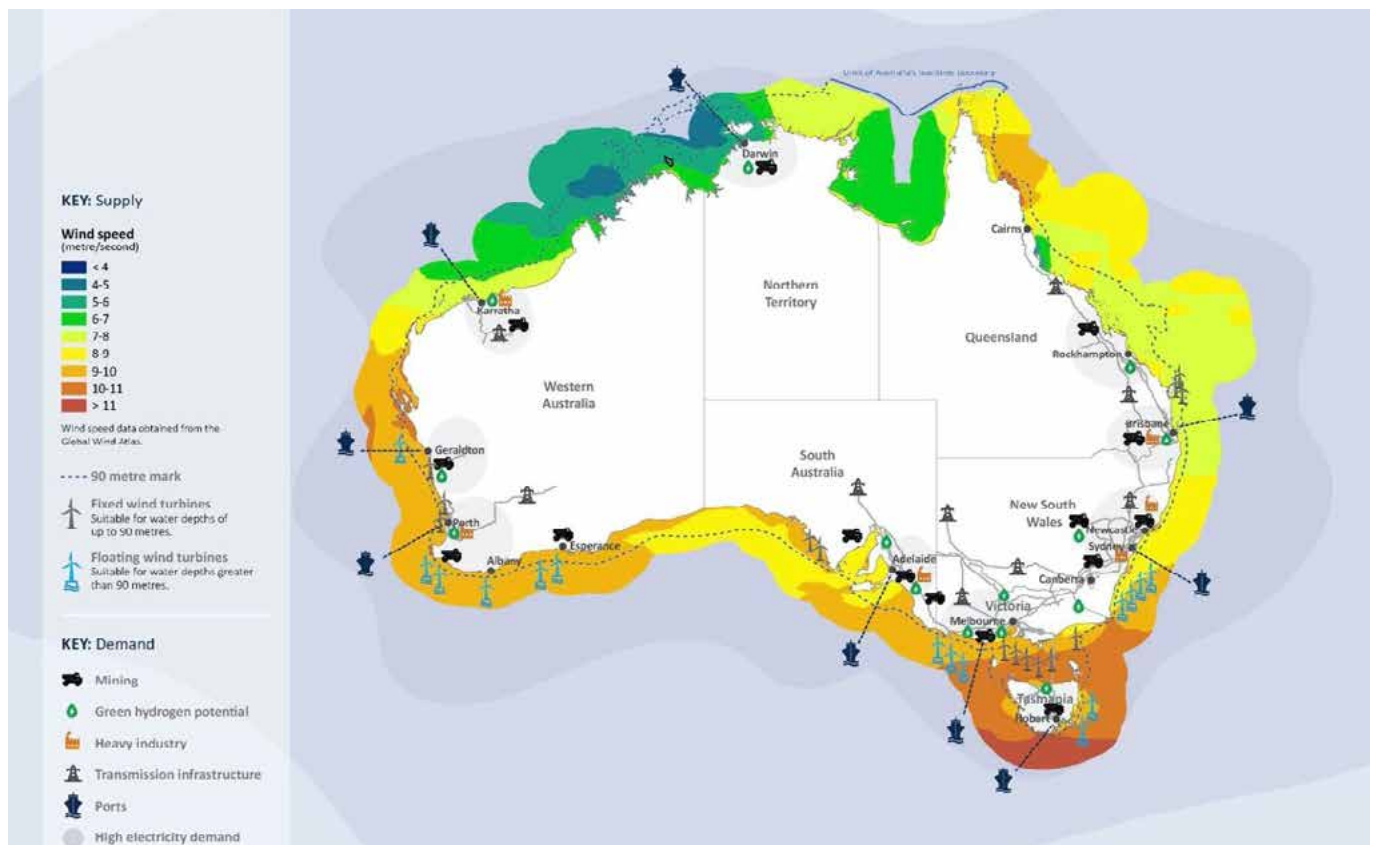 KEY: Supply
Wind speed
(metre/second)
< 4
4-5
5-6
6-7
7-8
8-9
9-10
10-11
> 11
Wind speed data obtained from the
Global Wind Atlas.
90 metre mark
Fixed wind turbines
Suitable for water depths of
up to 90 metres.
Floating wind turbines
Suitable for water depths greater
than 90 metres.
KEY: Demand
Mining
Green hydrogen potential
Heavy industry
Transmission infrastructure
Ports
High electricity demand
Limit of Australia's maritime boundary
Darwin
Cairns
Karratha
Northern
Territory
Queensland
Rockhampton
Western
Australia
Brisbane
Geraldton
South
Australia
New South
Wales
Perth
Newcastle
Sydney
Esperance
Albany
Adelaide
Canberra
Victoria
Melbourne
Tasmania
Hobart